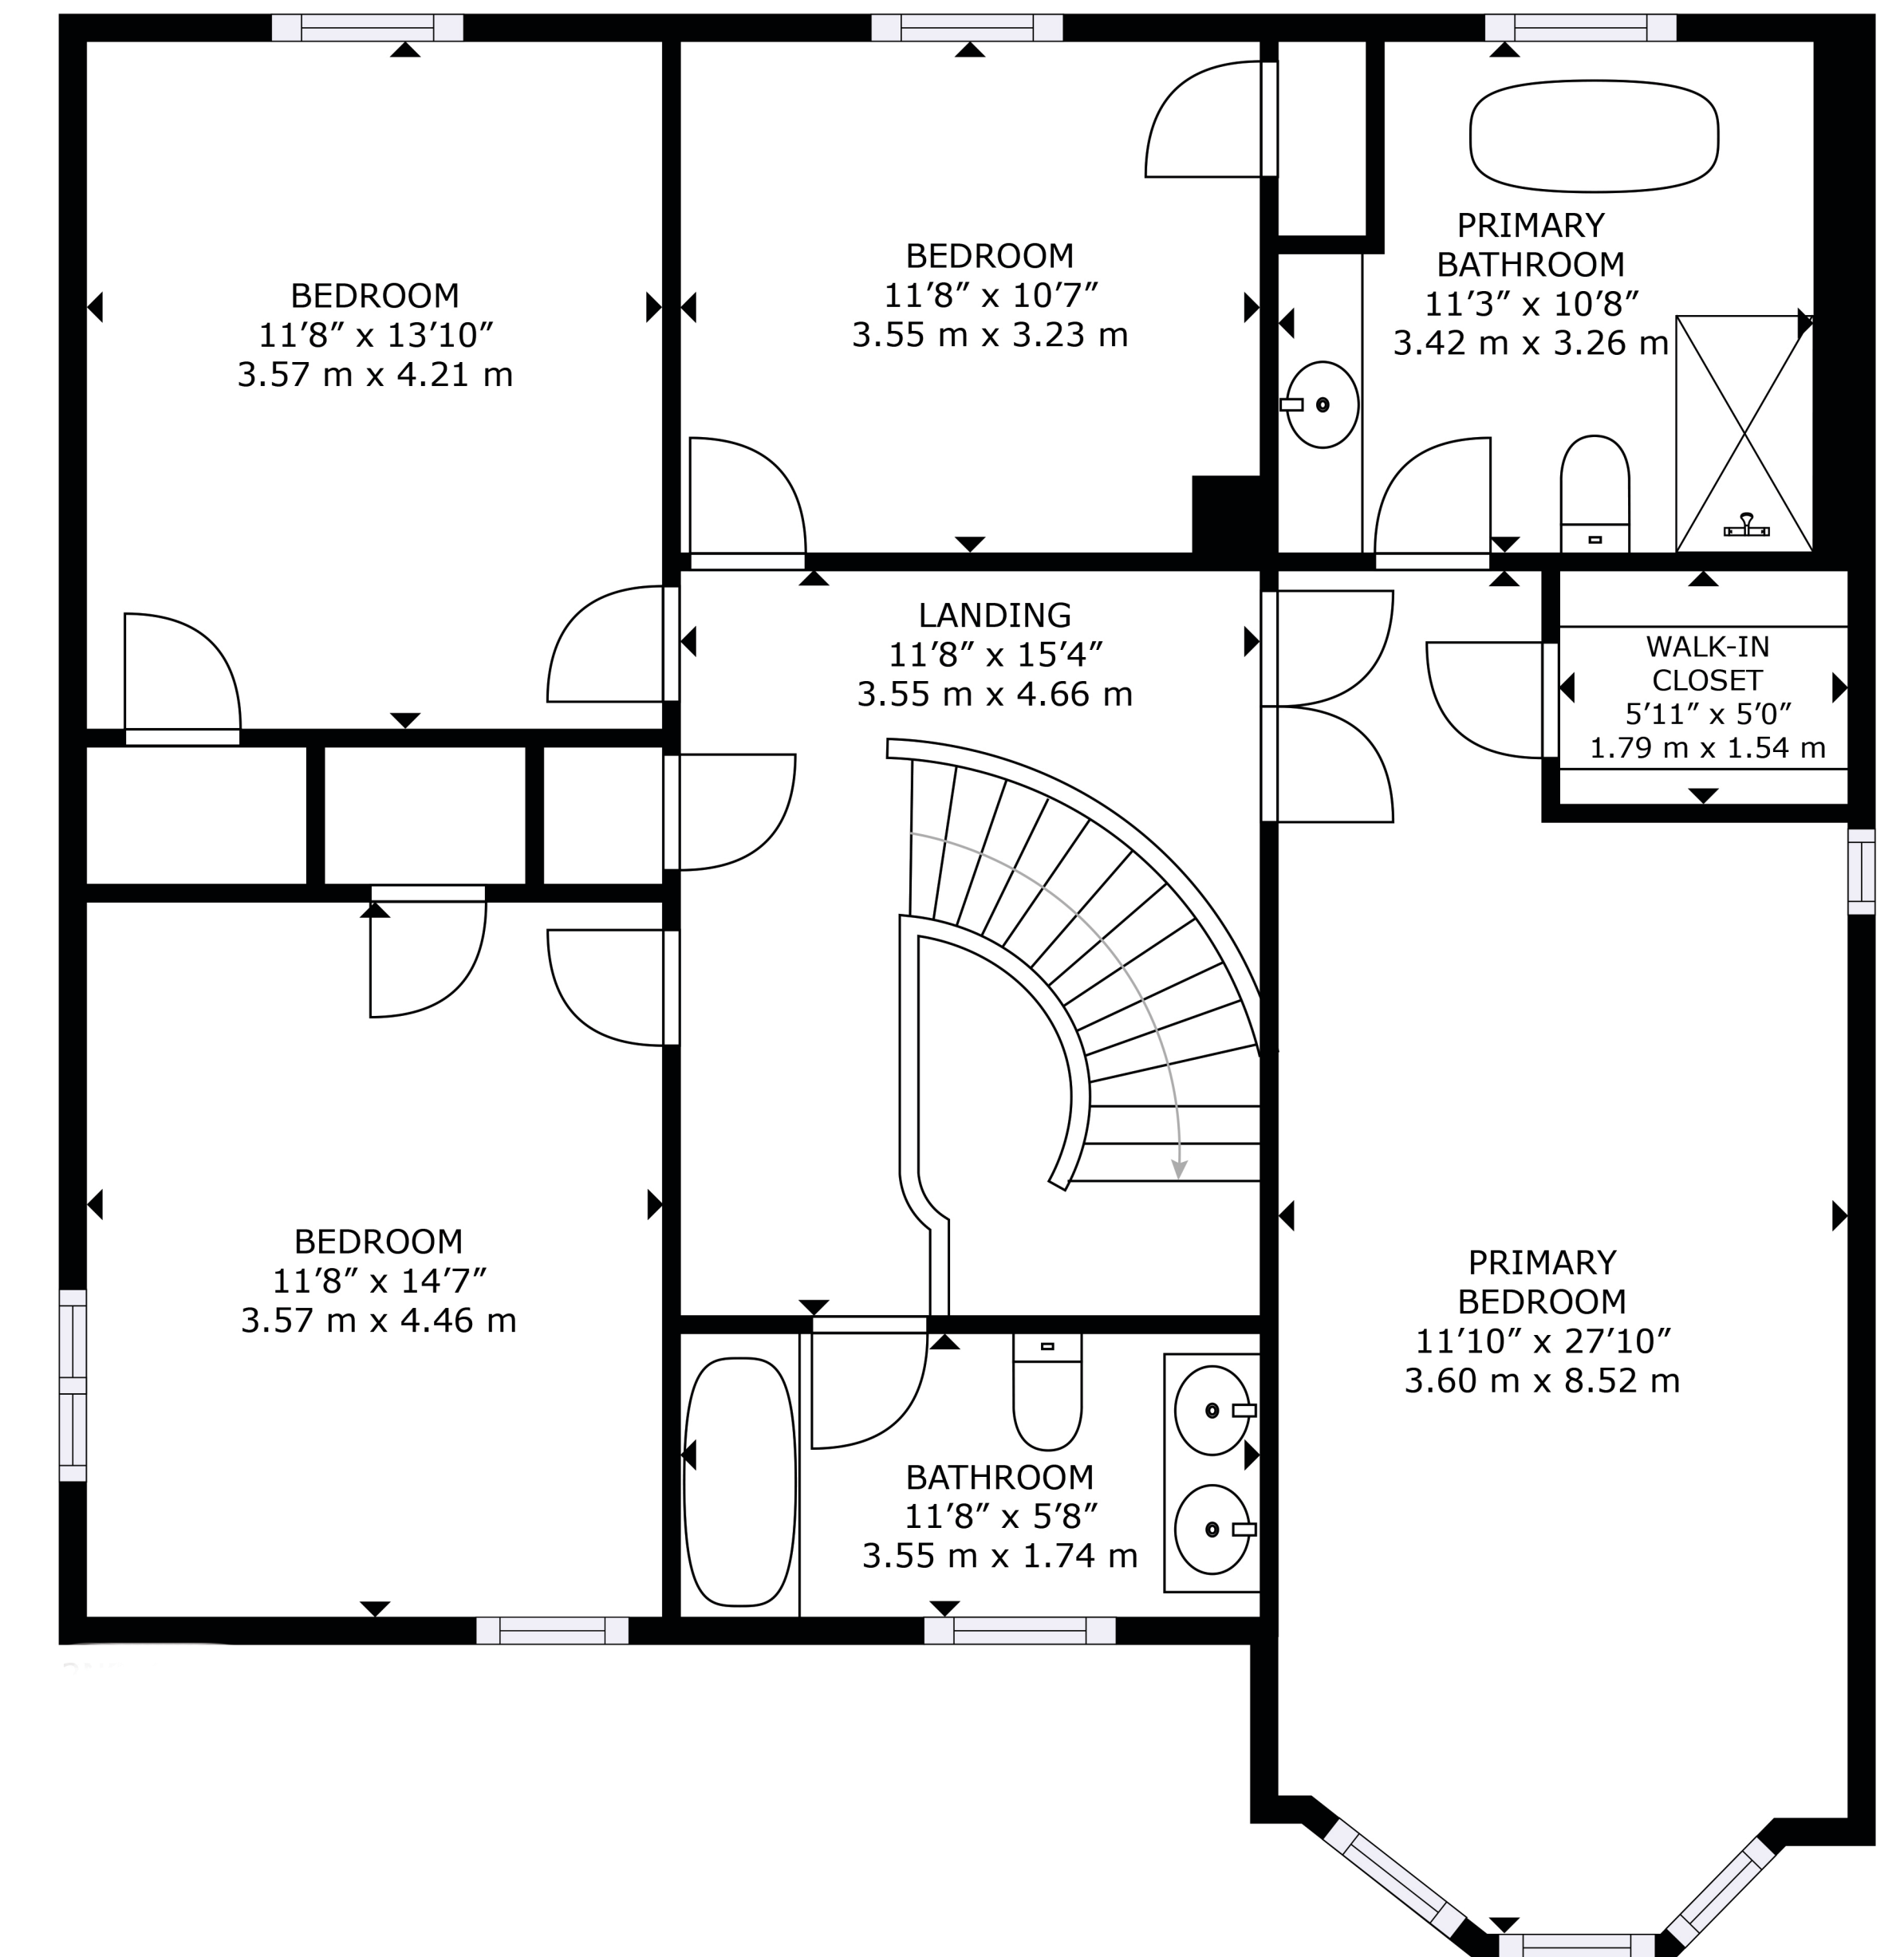 BEDROOM
11′8″ x 13′10″
3.57 m x 4.21 m
BEDROOM
11′8″ x 10′7″
3.55 m x 3.23 m
PRIMARY
BATHROOM
11′3″ x 10′8″
3.42 m x 3.26 m
LANDING
11′8″ x 15′4″
3.55 m x 4.66 m
WALK-IN
CLOSET
5′11″ x 5′0″
1.79 m x 1.54 m
BEDROOM
11′8″ x 14′7″
3.57 m x 4.46 m
PRIMARY
BEDROOM
11′10″ x 27′10″
3.60 m x 8.52 m
BATHROOM
11′8″ x 5′8″
3.55 m x 1.74 m